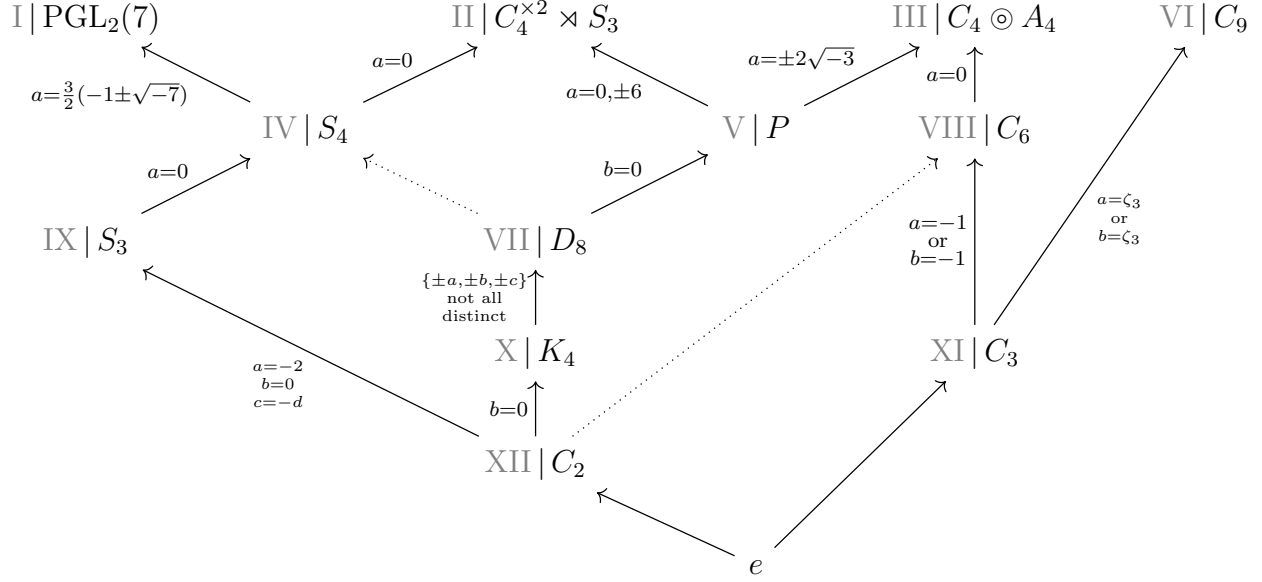 I | PGL₂(7)
II | C₄^{×2} ⋊ S₃
III | C₄ ⊚ A₄
VI | C₉
a=0
a=±2√−3
a=0
a=3/2(−1±√−7)
a=0,±6
IV | S₄
V | P
VIII | C₆
a=0
b=0
a=−1
or
b=−1
a=ζ₃
or
b=ζ₃
IX | S₃
VII | D₈
{±a,±b,±c}
not all
distinct
X | K₄
XI | C₃
a=−2
b=0
c=−d
b=0
XII | C₂
e